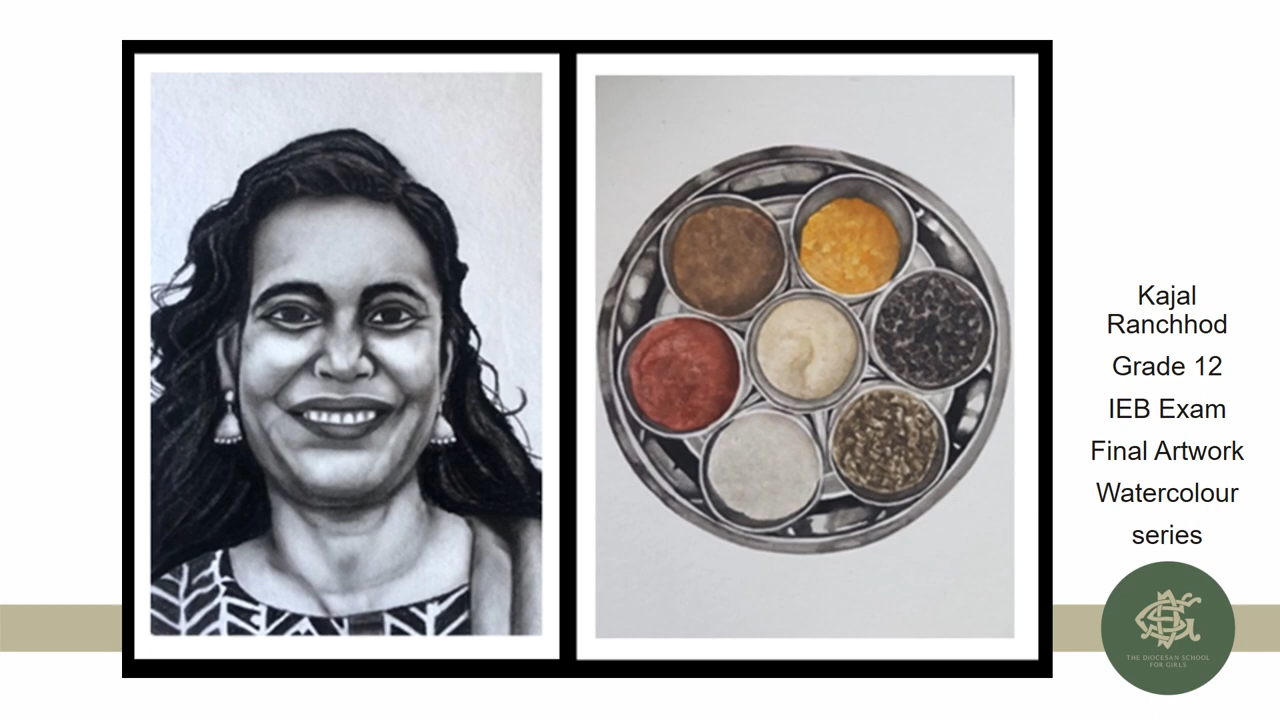 Kajal
Ranchhod
Grade 12
IEB Exam
Final Artwork
Watercolour
series
THE DIOCESAN SCHOOL
FOR GIRLS